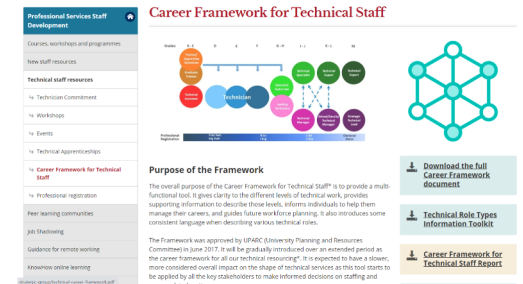 Professional Services Staff
Development
Courses, workshops and programmes
New staff resources
Technical staff resources
Technician Commitment
Workshops
Events
Technical Apprenticeships
Career Framework for Technical
Staff
Professional registration
Peer learning communities
Job Shadowing
Guidance for remote working
KnowHow online learning
Career Framework for Technical Staff
Grades
Technician
Professional
Registration
Purpose of the Framework
The overall purpose of the Career Framework for Technical Staff* is to provide a multi-
functional tool. It gives clarity to the different levels of technical work, provides
supporting information to describe those levels, informs individuals to help them
manage their careers, and guides future workforce planning. It also introduces some
consistent language when describing various technical roles.
The Framework was approved by UPARC (University Planning and Resources
Committee) in June 2017. It will be gradually introduced over an extended period as
the career framework for all our technical resourcing*. It is expected to have a slower,
more considered overall impact on the shape of technical services as this tool starts to
be applied by all the key stakeholders to make informed decisions on staffing and
Download the full
Career Framework
document
Technical Role Types
Information Toolkit
Career Framework for
Technical Staff Report